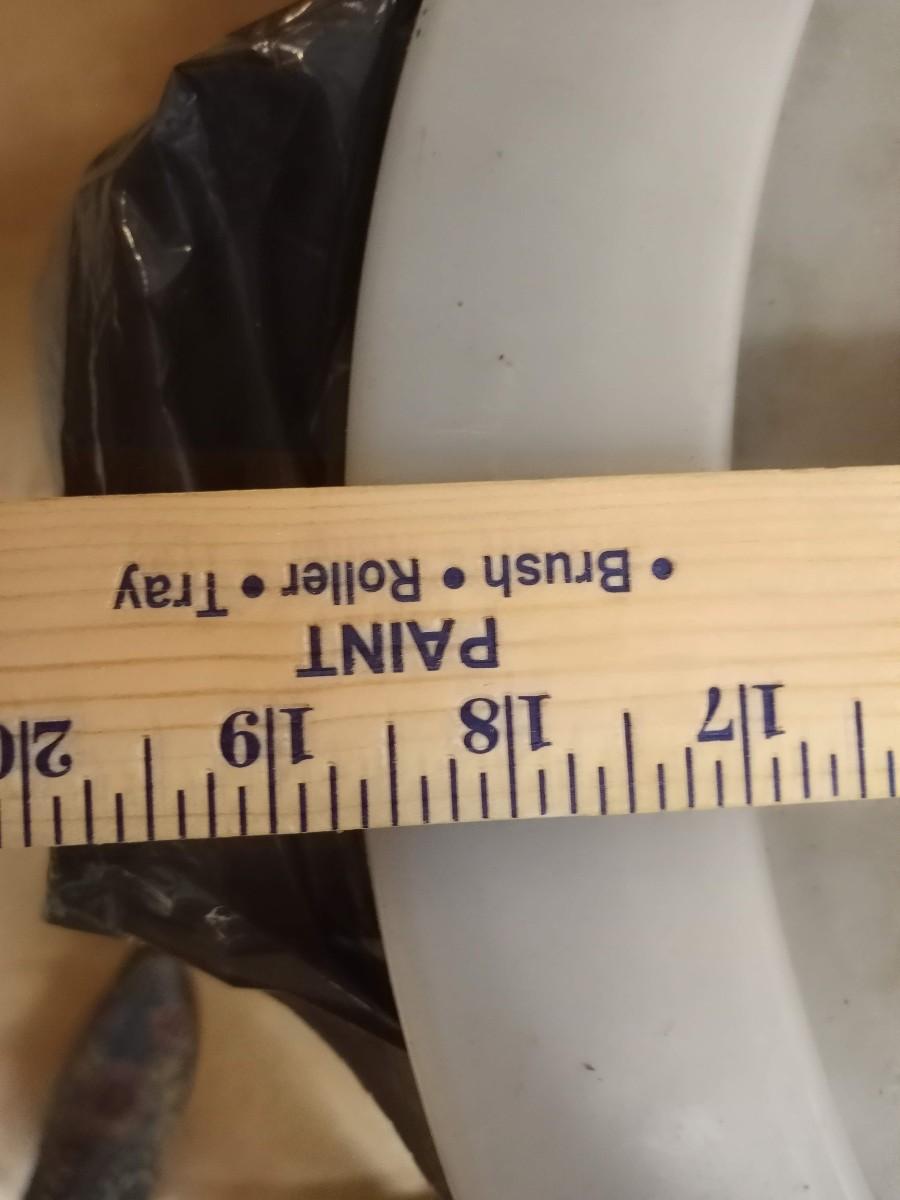 17 18 19 20
PAINT
• Brush • Roller • Tray